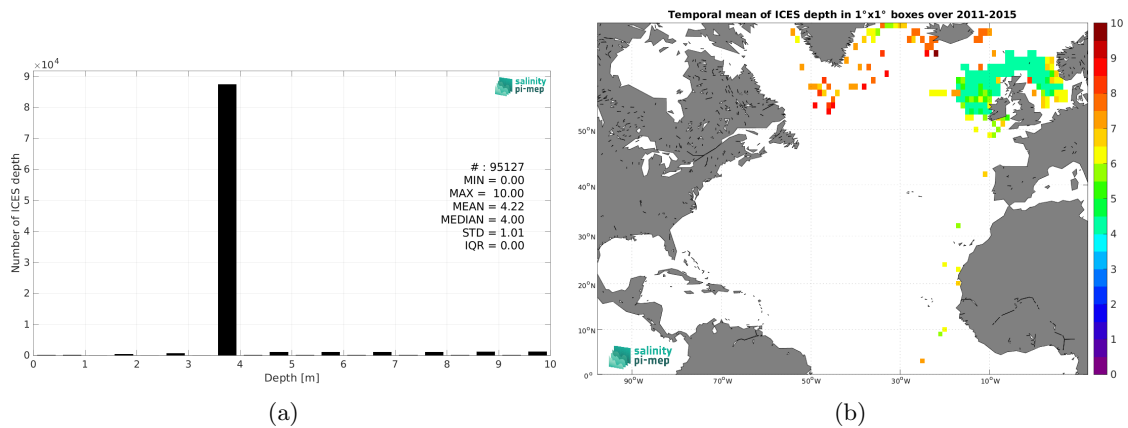 ×10⁴
9
8
7
6
5
4
3
2
1
0
0 1 2 3 4 5 6 7 8 9 10
Number of ICES depth
Depth [m]
salinity
pi-mep
# : 95127
MIN = 0.00
MAX = 10.00
MEAN = 4.22
MEDIAN = 4.00
STD = 1.01
IQR = 0.00
(a)
Temporal mean of ICES depth in 1°x1° boxes over 2011-2015
50°N
40°N
30°N
20°N
10°N
0°
90°W 70°W 50°W 30°W 10°W
salinity
pi-mep
10
9
8
7
6
5
4
3
2
1
0
(b)